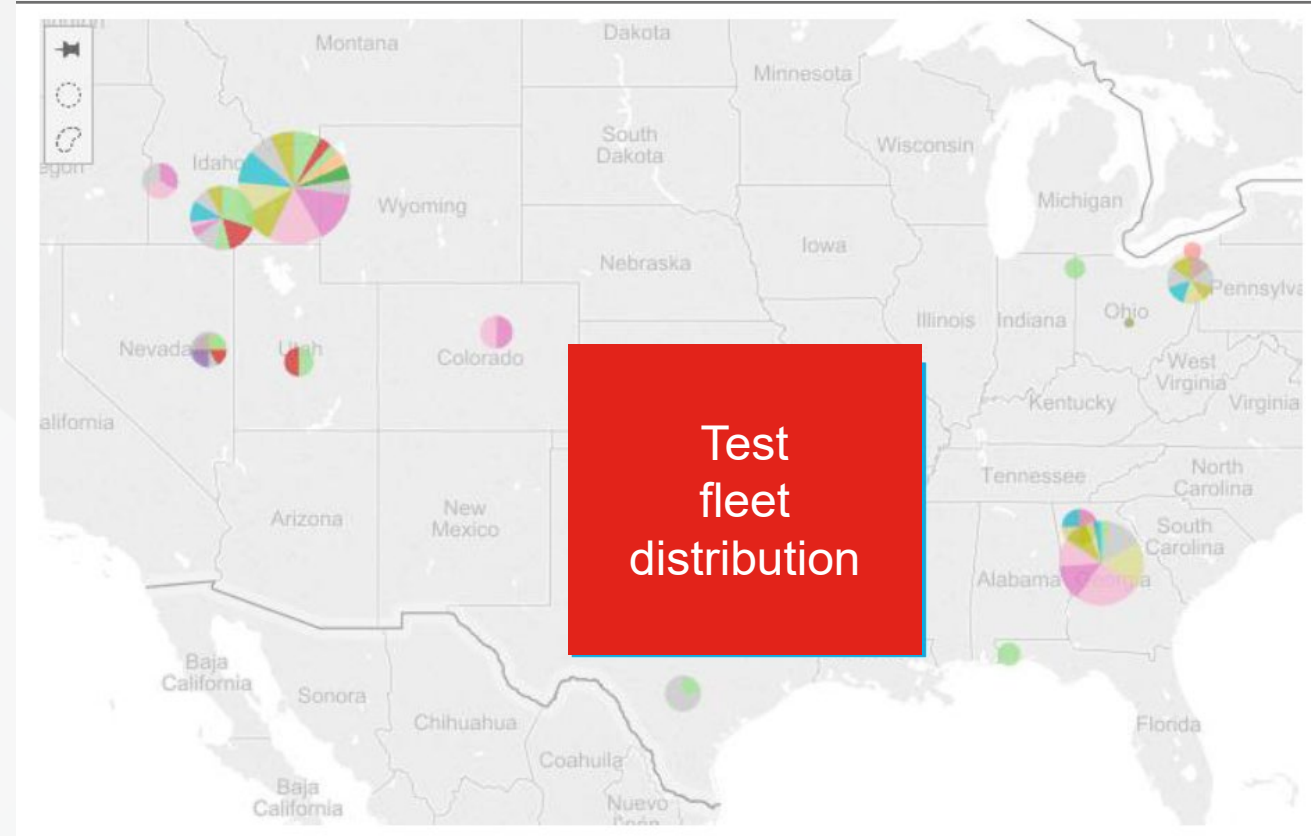 Montana
Dakota
Minnesota
South
Dakota
Wisconsin
Idaho
egon
Wyoming
Michigan
Iowa
Nebraska
Pennsylva
Illinois
Indiana
Ohio
Nevada
Utah
Colorado
West
Virginia
Virginia
Kentucky
alifornia
Test
fleet
distribution
Tennessee
North
Carolina
Arizona
New
Mexico
South
Carolina
Alabama
Georgia
Baja
California
Sonora
Chihuahua
Florida
Coahuila
Baja
California
Nuevo